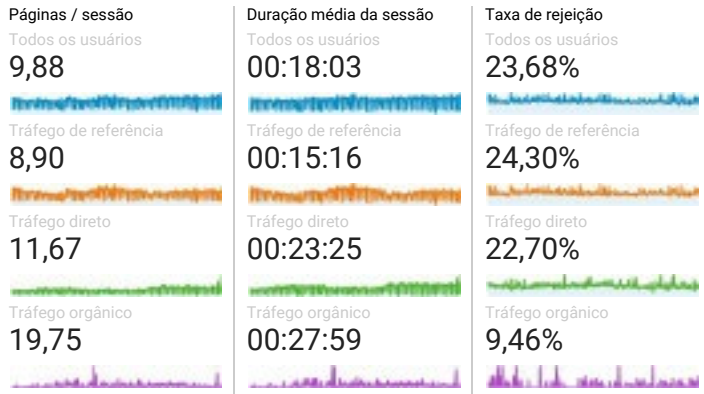 Páginas / sessão
Todos os usuários
9,88
Tráfego de referência
8,90
Tráfego direto
11,67
Tráfego orgânico
19,75
Duração média da sessão
Todos os usuários
00:18:03
Tráfego de referência
00:15:16
Tráfego direto
00:23:25
Tráfego orgânico
00:27:59
Taxa de rejeição
Todos os usuários
23,68%
Tráfego de referência
24,30%
Tráfego direto
22,70%
Tráfego orgânico
9,46%